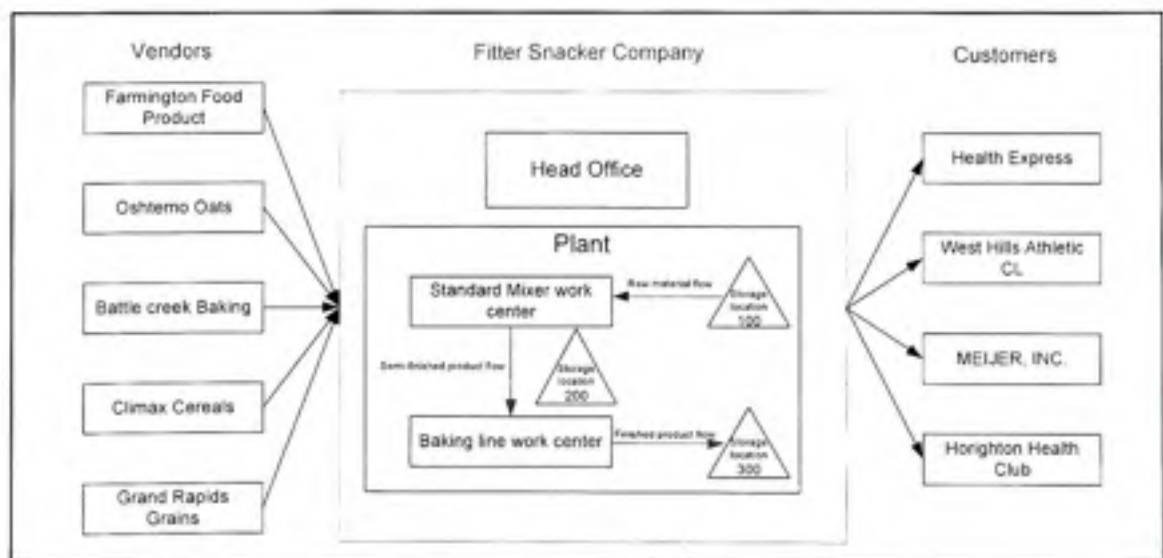 Vendors
Fitter Snacker Company
Customers
Farmington Food
Product
Oshtemo Oats
Battle creek Baking
Climax Cereals
Grand Rapids
Grains
Head Office
Plant
Standard Mixer work
center
Raw material flow
Storage
location
100
Semi-finished product flow
Storage
location
200
Baking line work center
Finished product flow
Storage
location
300
Health Express
West Hills Athletic
CL
MEIJER, INC.
Horighton Health
Club